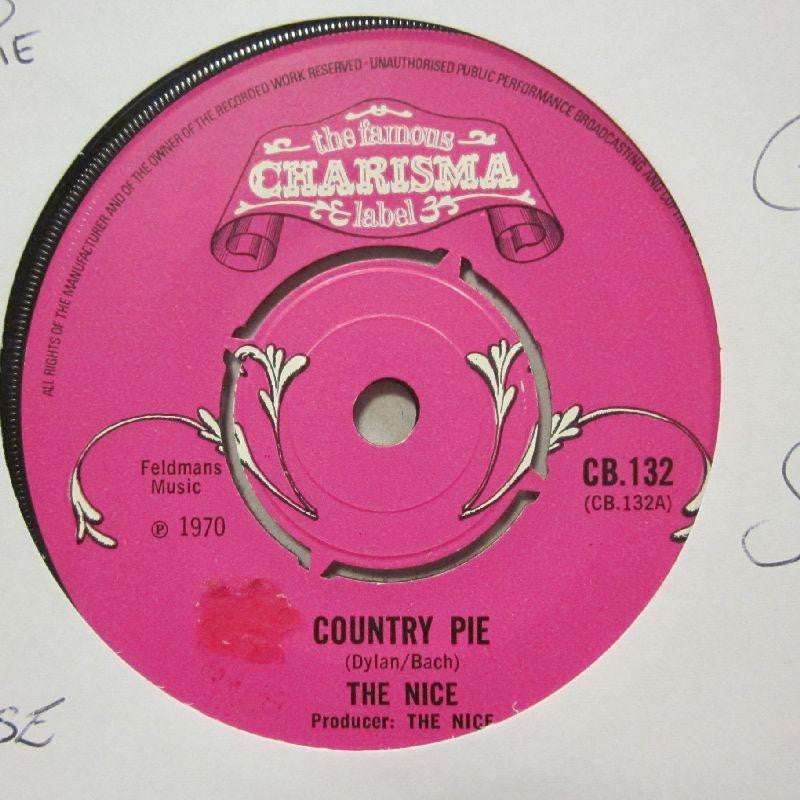 ALL RIGHTS OF THE MANUFACTURER AND OF THE OWNER OF THE RECORDED WORK RESERVED · UNAUTHORISED PUBLIC PERFORMANCE BROADCASTING AND
the famous
CHARISMA
label
Feldmans
Music
℗ 1970
CB.132
(CB.132A)
COUNTRY PIE
(Dylan/Bach)
THE NICE
Producer: THE NICE